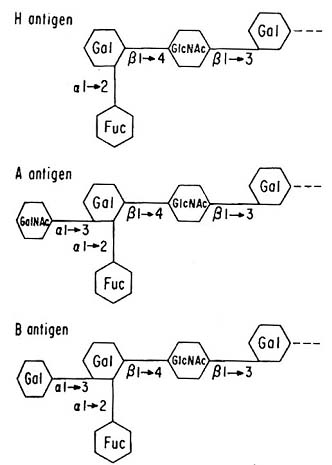 H antigen
Gal β1→4 GlcNAc β1→3 Gal
α1→2
Fuc
A antigen
GalNAc α1→3 Gal β1→4 GlcNAc β1→3 Gal
α1→2
Fuc
B antigen
Gal α1→3 Gal β1→4 GlcNAc β1→3 Gal
α1→2
Fuc